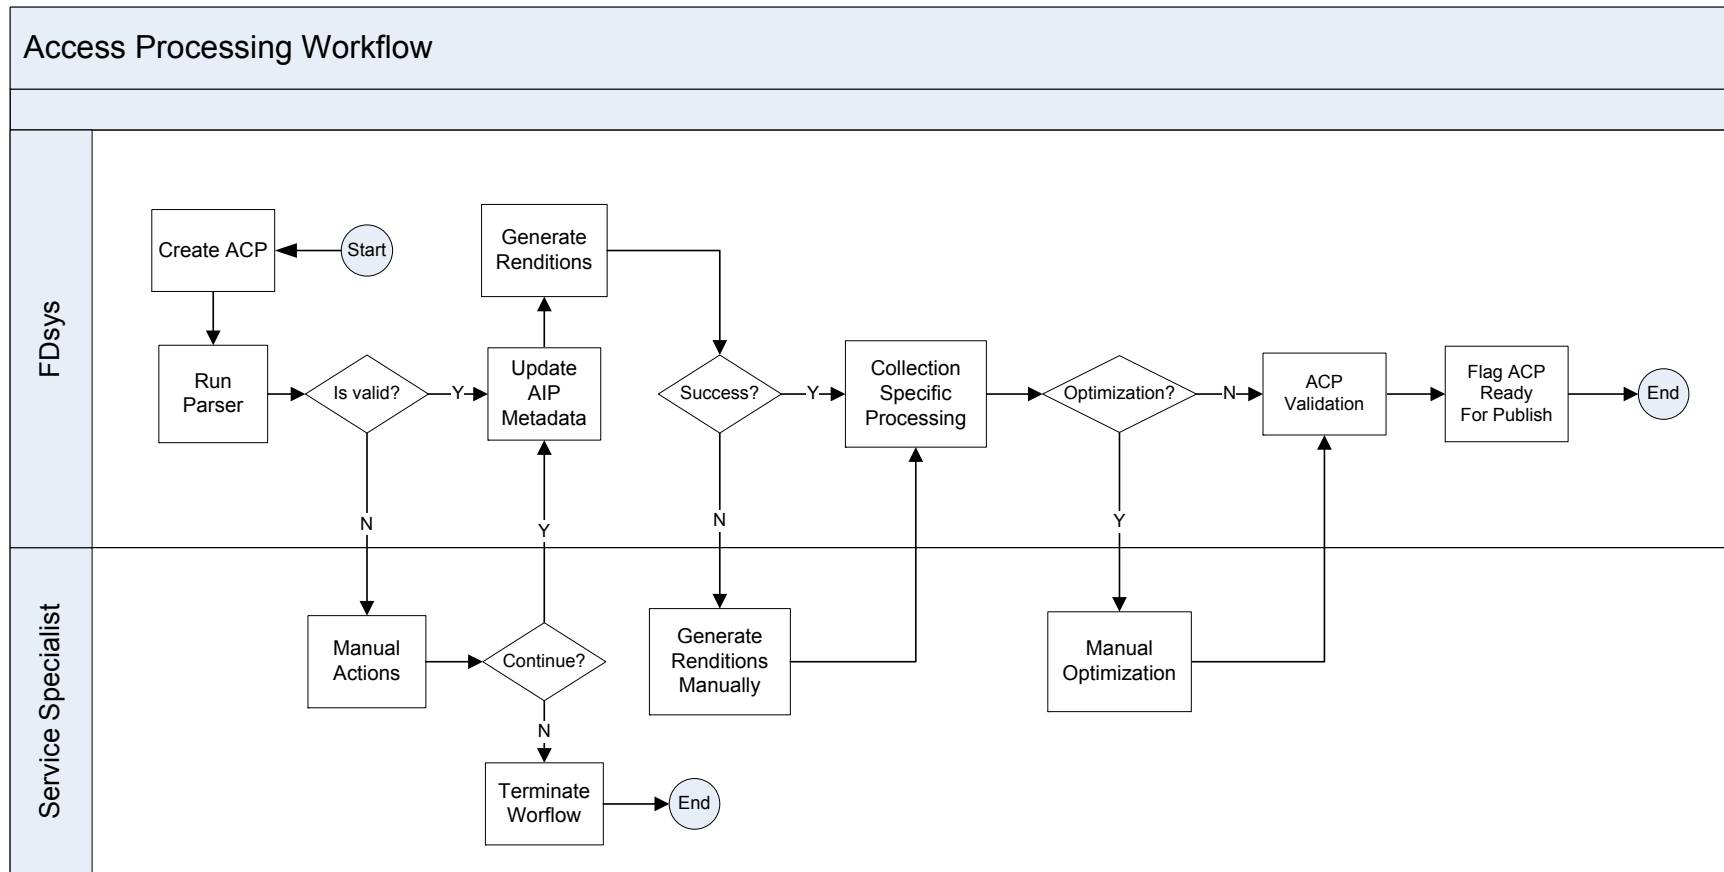 Access Processing Workflow
FDsys
Create ACP
Start
Generate
Renditions
Run
Parser
Is valid?
Y
Update
AIP
Metadata
Success?
Y
Collection
Specific
Processing
Optimization?
N
ACP
Validation
Flag ACP
Ready
For Publish
End
N
Y
N
Y
Service Specialist
Manual
Actions
Continue?
Generate
Renditions
Manually
Manual
Optimization
N
Terminate
Worflow
End